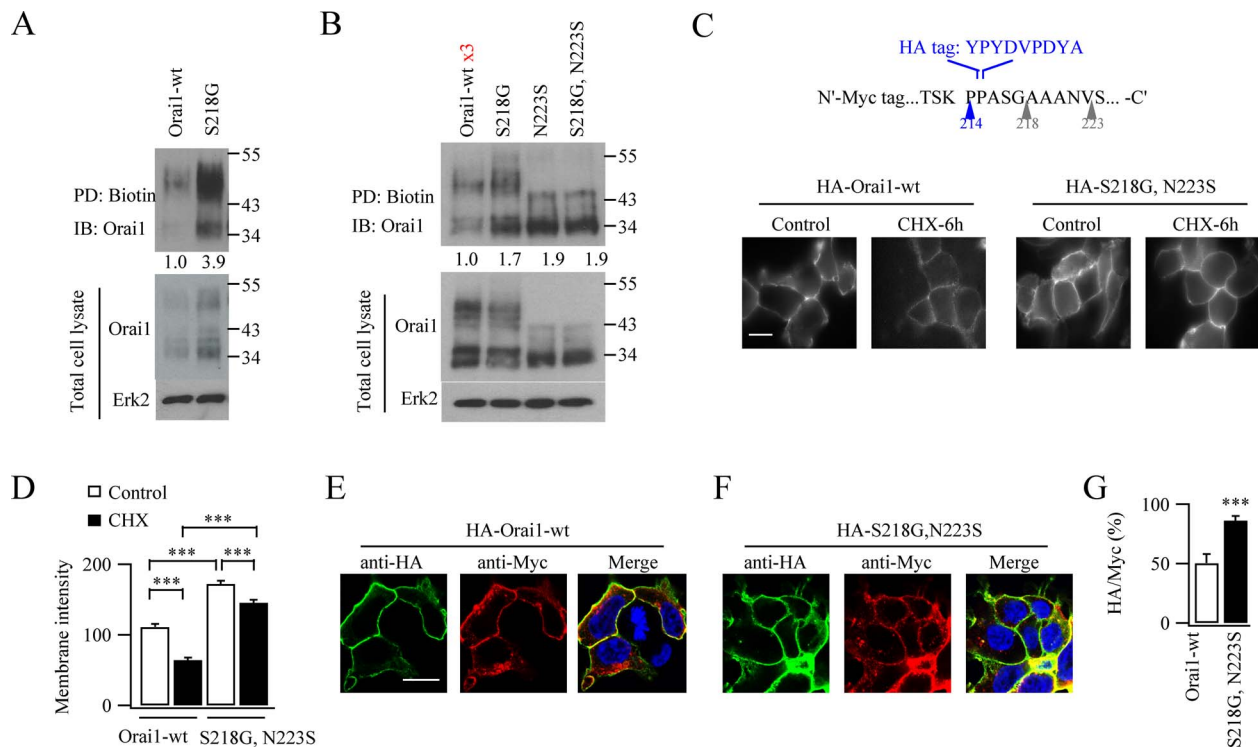 A
Orai1-wt
S218G
PD: Biotin
IB: Orai1
55
43
34
1.0 3.9
Total cell lysate
Orai1
Erk2
55
43
34
B
Orai1-wt x3
S218G
N223S
S218G, N223S
PD: Biotin
IB: Orai1
55
43
34
1.0 1.7 1.9 1.9
Total cell lysate
Orai1
Erk2
55
43
34
C
HA tag: YPYDVPDYA
N'-Myc tag...TSK PPASGAAANVS... -C'
214 218 223
HA-Orai1-wt HA-S218G, N223S
Control CHX-6h Control CHX-6h
D
Control
CHX
***
*** ***
***
Membrane intensity
200
100
0
Orai1-wt S218G, N223S
E
HA-Orai1-wt
anti-HA anti-Myc Merge
F
HA-S218G,N223S
anti-HA anti-Myc Merge
G
***
HA/Myc (%)
100
50
0
Orai1-wt
S218G, N223S